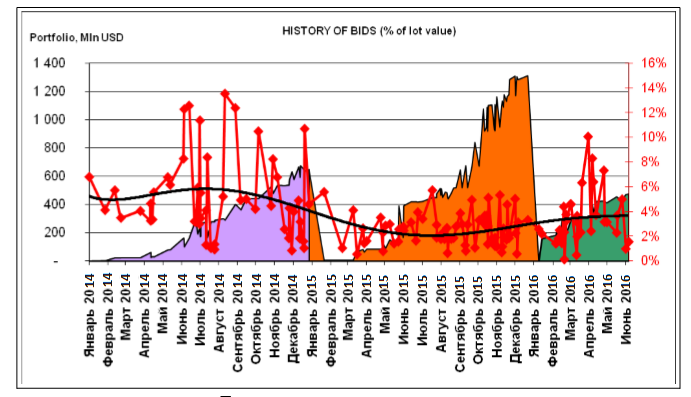 HISTORY OF BIDS (% of lot value)
Portfolio, Mln USD
1 400
1 200
1 000
800
600
400
200
-
16%
14%
12%
10%
8%
6%
4%
2%
0%
Январь 2014
Февраль 2014
Март 2014
Апрель 2014
Май 2014
Июнь 2014
Июль 2014
Август 2014
Сентябрь 2014
Октябрь 2014
Ноябрь 2014
Декабрь 2014
Январь 2015
Февраль 2015
Март 2015
Апрель 2015
Май 2015
Июнь 2015
Июль 2015
Август 2015
Сентябрь 2015
Октябрь 2015
Ноябрь 2015
Декабрь 2015
Январь 2016
Февраль 2016
Март 2016
Апрель 2016
Май 2016
Июнь 2016